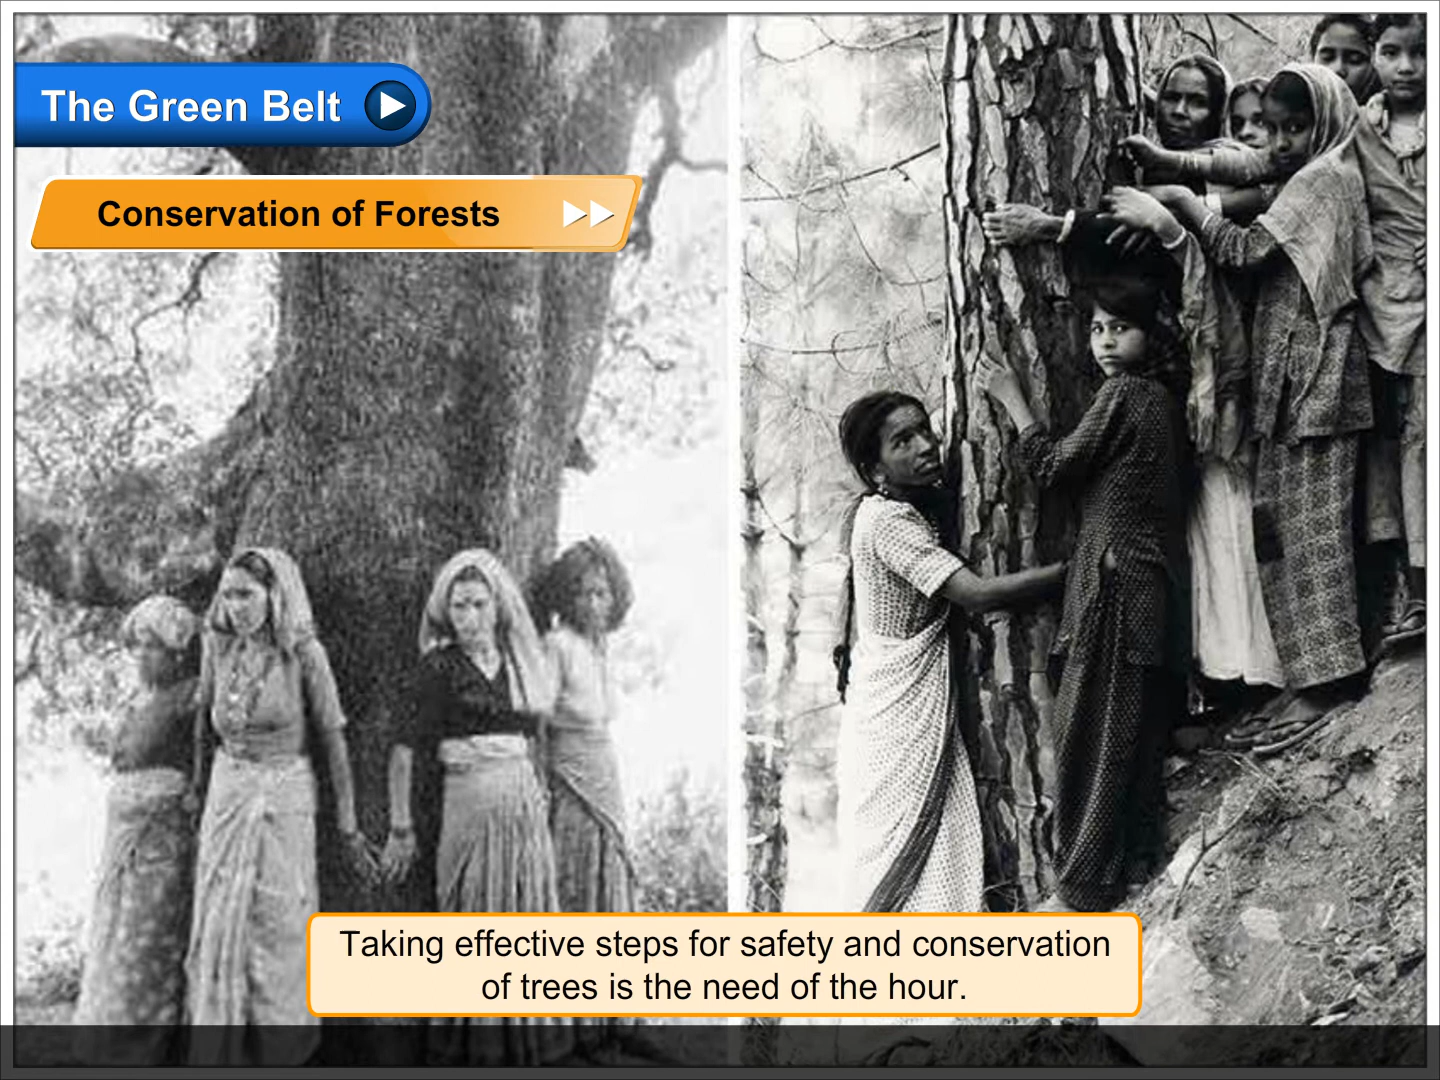 The Green Belt
Conservation of Forests
Taking effective steps for safety and conservation
of trees is the need of the hour.